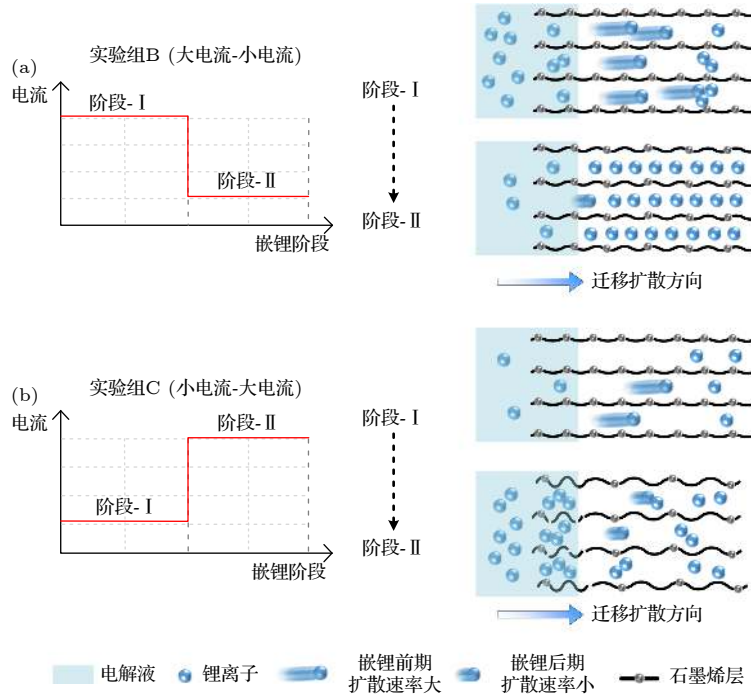 (a)
实验组B (大电流-小电流)
电流
阶段-Ⅰ
阶段-Ⅱ
嵌锂阶段
阶段-Ⅰ
阶段-Ⅱ
迁移扩散方向
(b)
实验组C (小电流-大电流)
电流
阶段-Ⅱ
阶段-Ⅰ
嵌锂阶段
阶段-Ⅰ
阶段-Ⅱ
迁移扩散方向
电解液
锂离子
嵌锂前期
扩散速率大
嵌锂后期
扩散速率小
石墨烯层